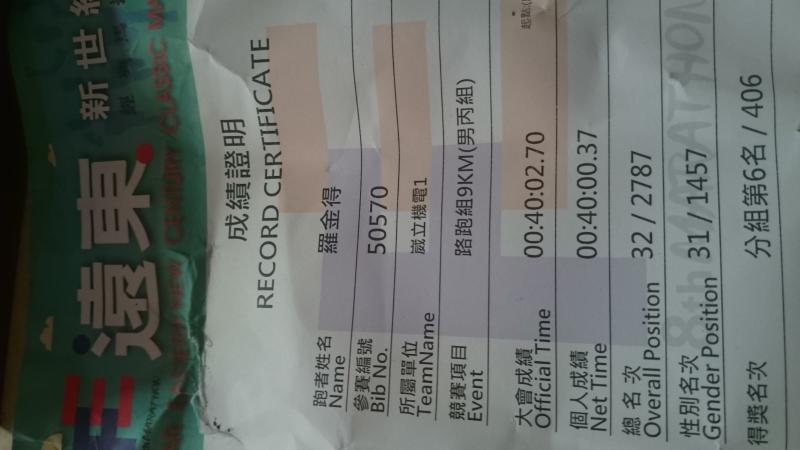 遠東 新世紀
NEW CENTURY CLASSIC MA
成績證明
RECORD CERTIFICATE
跑者姓名 羅金得
Name
參賽編號 50570
Bib No.
所屬單位 崴立機電1
TeamName
競賽項目 路跑組9KM(男丙組)
Event
大會成績 00:40:02.70
Official Time
個人成績 00:40:00.37
Net Time
總名次 32 / 2787
Overall Position
性別名次 31 / 1457
Gender Position
8th MARATHON
得獎名次 分組第6名 / 406